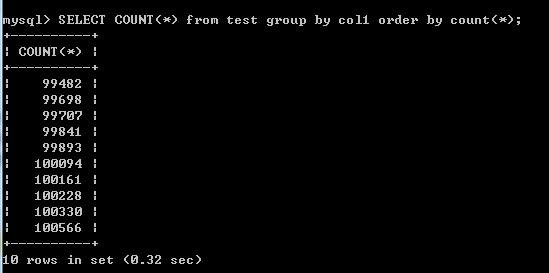 mysql> SELECT COUNT(*) from test group by col1 order by count(*);
+----------+
¦ COUNT(*) ¦
+----------+
¦    99482 ¦
¦    99698 ¦
¦    99707 ¦
¦    99841 ¦
¦    99893 ¦
¦   100094 ¦
¦   100161 ¦
¦   100228 ¦
¦   100330 ¦
¦   100566 ¦
+----------+
10 rows in set (0.32 sec)